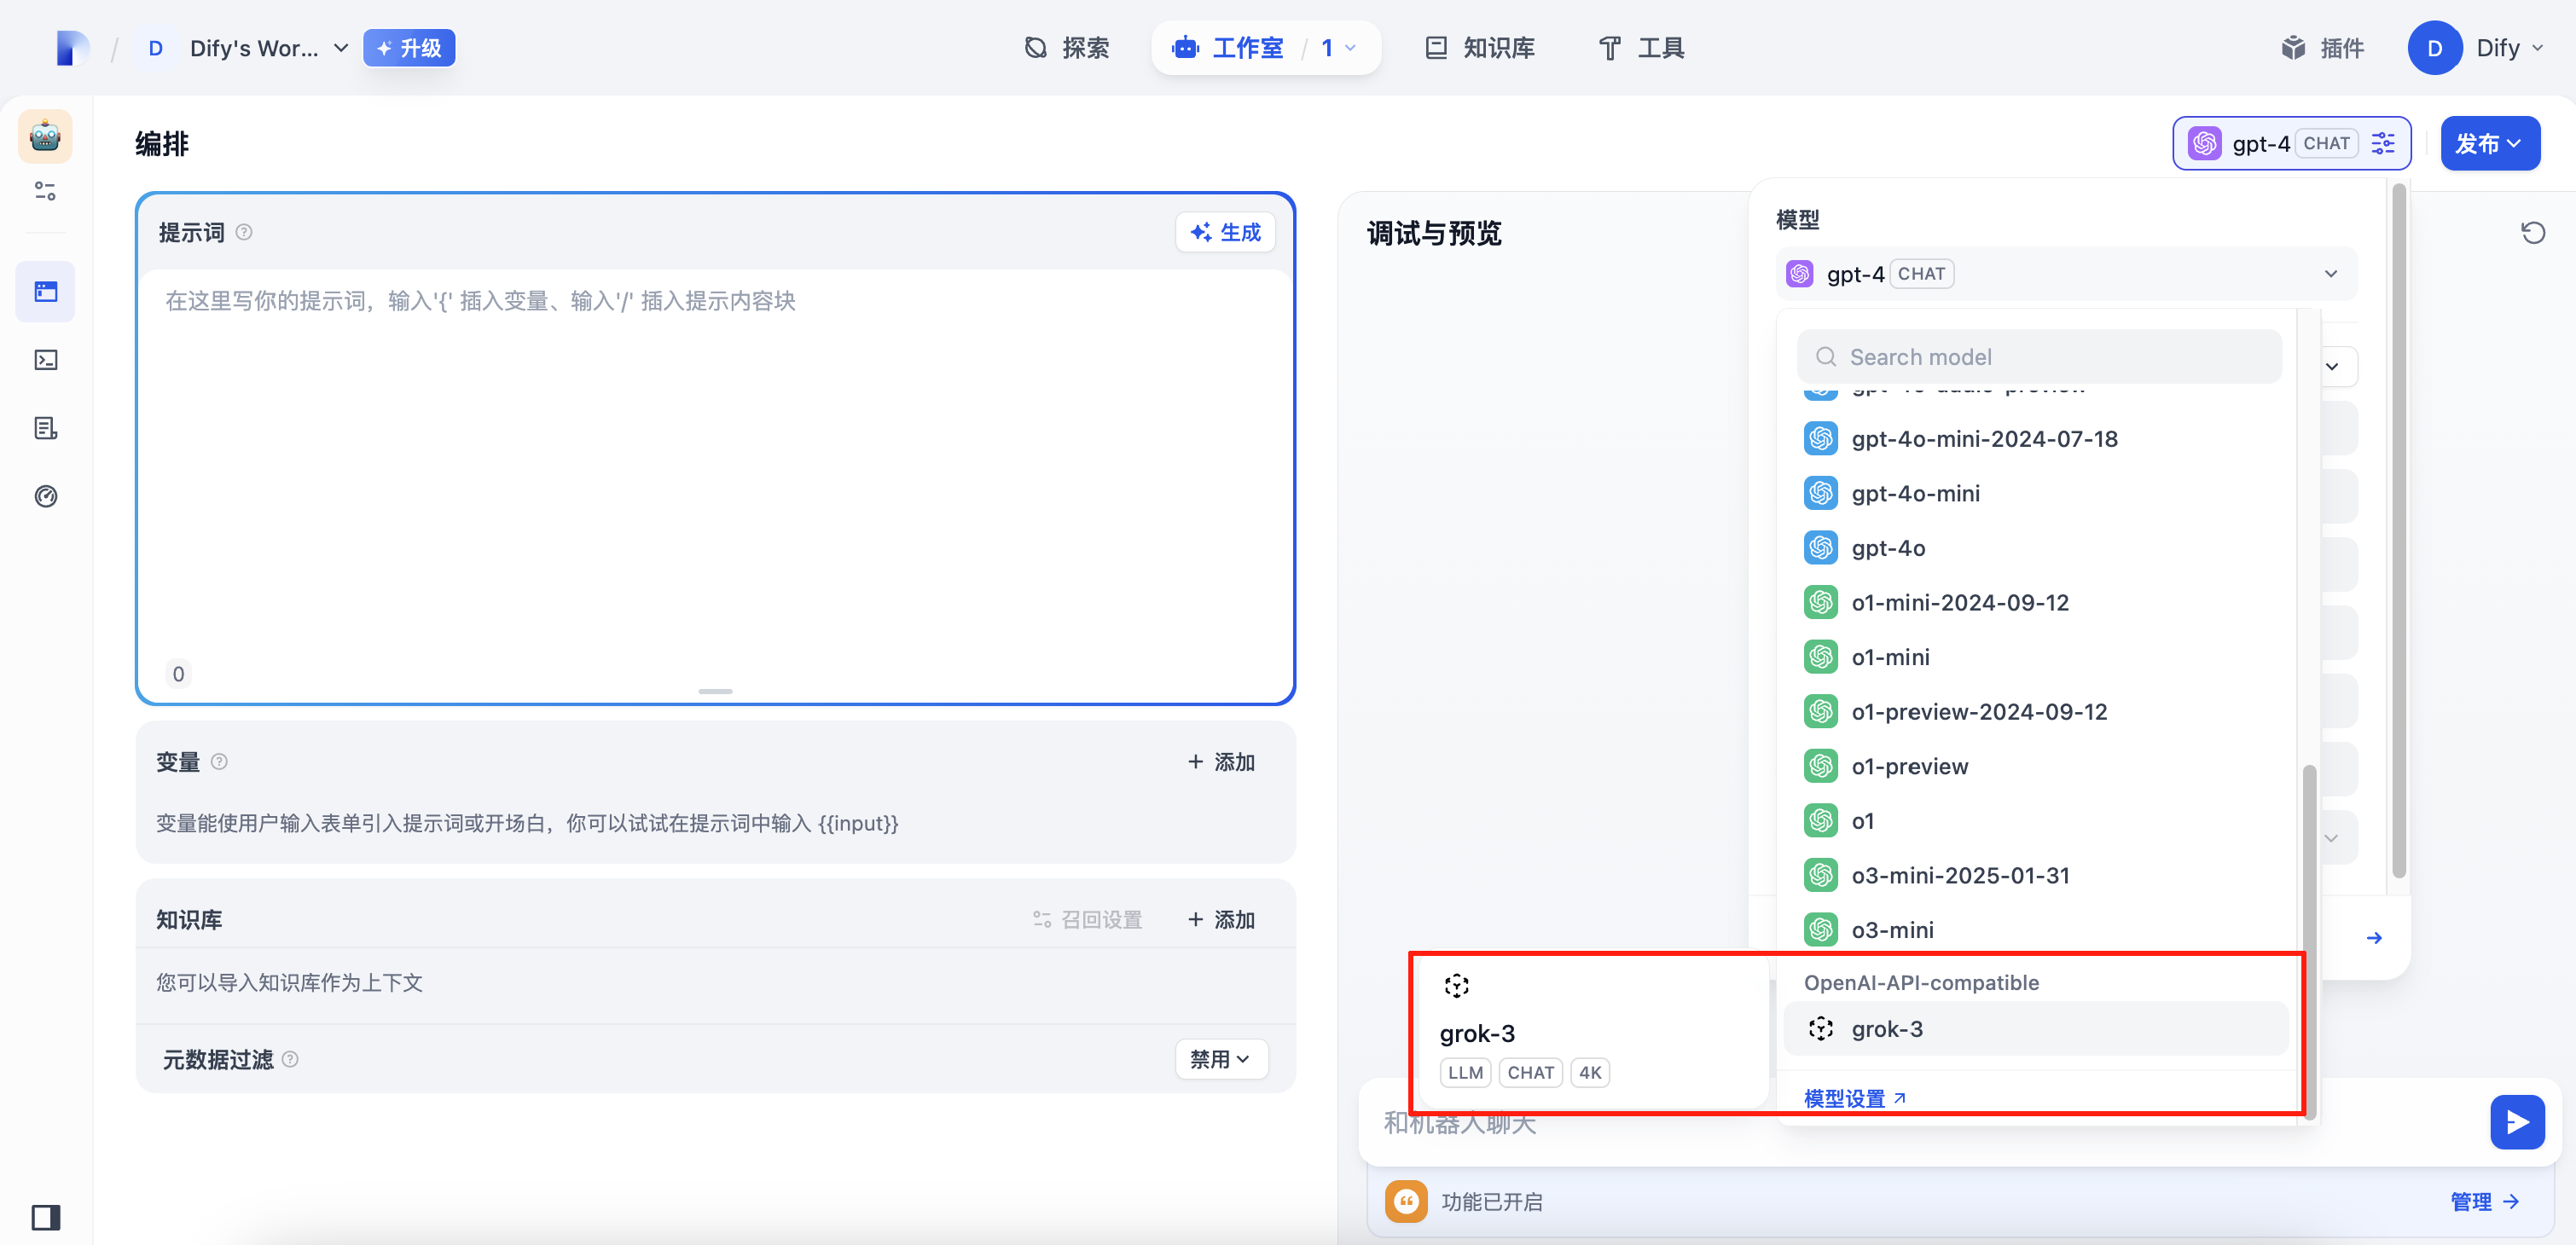 D Dify's Wor... 升级
探索
工作室 / 1
知识库
工具
插件
D Dify
编排
gpt-4 CHAT
发布
提示词
生成
在这里写你的提示词，输入'{' 插入变量、输入'/' 插入提示内容块
0
变量
+ 添加
变量能使用户输入表单引入提示词或开场白，你可以试试在提示词中输入 {{input}}
知识库
召回设置
+ 添加
您可以导入知识库作为上下文
元数据过滤
禁用
调试与预览
模型
gpt-4 CHAT
Search model
gpt-4o-mini-2024-07-18
gpt-4o-mini
gpt-4o
o1-mini-2024-09-12
o1-mini
o1-preview-2024-09-12
o1-preview
o1
o3-mini-2025-01-31
o3-mini
OpenAI-API-compatible
grok-3
模型设置
grok-3
LLM CHAT 4K
和机器人聊天
功能已开启
管理